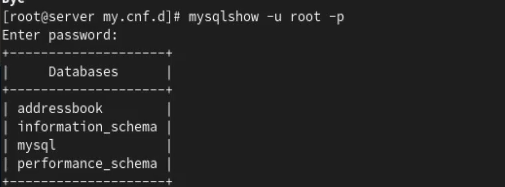 Bye
[root@server my.cnf.d]# mysqlshow -u root -p
Enter password:
+--------------------+
|     Databases      |
+--------------------+
| addressbook        |
| information_schema |
| mysql              |
| performance_schema |
+--------------------+